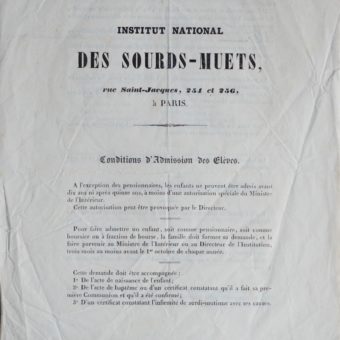 INSTITUT NATIONAL
DES SOURDS-MUETS,
rue Saint-Jacques, 254 et 256,
à PARIS.
Conditions d'Admission des Elèves.
A l'exception des pensionnaires, les enfants ne peuvent être admis avant
dix ans ni après quinze ans, à moins d'une autorisation spéciale du Ministre
de l'Intérieur.
Cette autorisation peut être provoquée par le Directeur.
Pour faire admettre un enfant, soit comme pensionnaire, soit comme
boursier ou à fraction de bourse, la famille doit former sa demande, et la
faire parvenir au Ministre de l'Intérieur ou au Directeur de l'Institution,
trois mois au moins avant le 1er octobre de chaque année.
Cette demande doit être accompagnée;
1° De l'acte de naissance de l'enfant;
2° De l'acte de baptême ou d'un certificat constatant qu'il a fait sa pre-
mière Communion et qu'il a été confirmé;
3° D'un certificat constatant l'infirmité de surdi-mutisme avec ses causes.